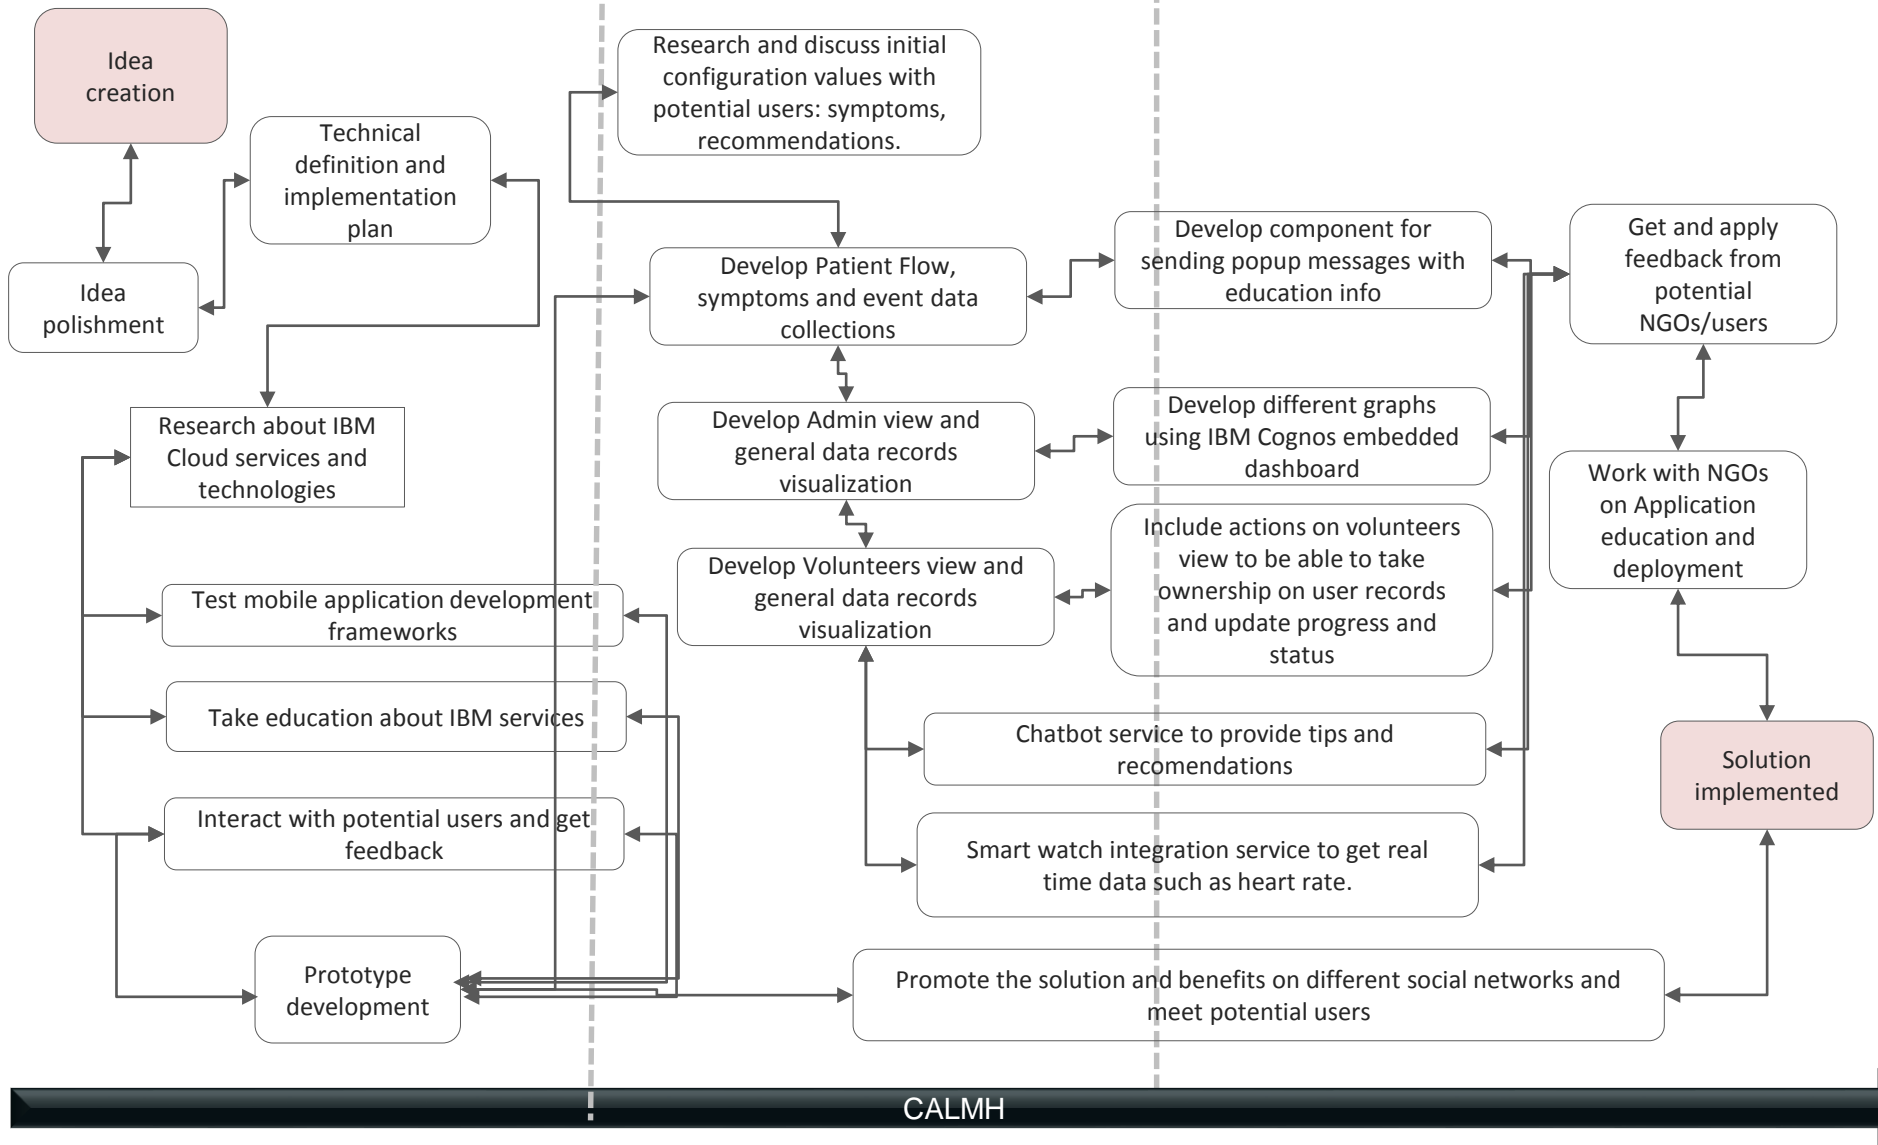 Idea
creation
Technical
definition and
implementation
plan
Idea
polishment
Research about IBM
Cloud services and
technologies
Test mobile application development
frameworks
Take education about IBM services
Interact with potential users and get
feedback
Prototype
development
Research and discuss initial
configuration values with
potential users: symptoms,
recommendations.
Develop Patient Flow,
symptoms and event data
collections
Develop Admin view and
general data records
visualization
Develop Volunteers view and
general data records
visualization
Develop component for
sending popup messages with
education info
Develop different graphs
using IBM Cognos embedded
dashboard
Include actions on volunteers
view to be able to take
ownership on user records
and update progress and
status
Chatbot service to provide tips and
recomendations
Smart watch integration service to get real
time data such as heart rate.
Promote the solution and benefits on different social networks and
meet potential users
Get and apply
feedback from
potential
NGOs/users
Work with NGOs
on Application
education and
deployment
Solution
implemented
CALMH